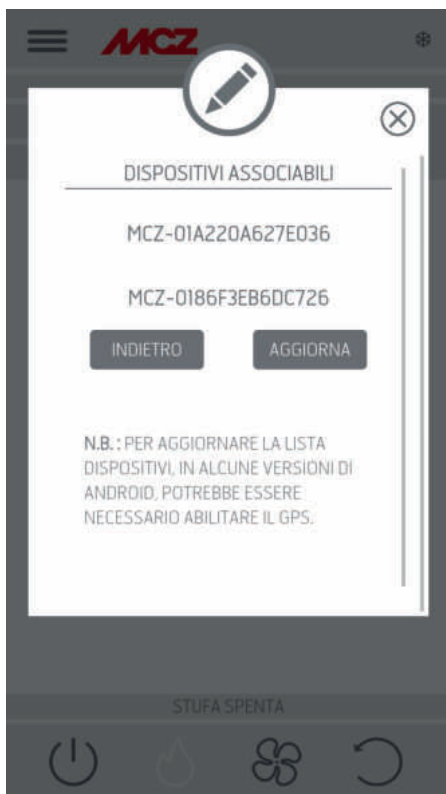 MCZ
DISPOSITIVI ASSOCIABILI
MCZ-01A220A627E036
MCZ-0186F3EB6DC726
INDIETRO
AGGIORNA
N.B. : PER AGGIORNARE LA LISTA
DISPOSITIVI, IN ALCUNE VERSIONI DI
ANDROID, POTREBBE ESSERE
NECESSARIO ABILITARE IL GPS.
STUFA SPENTA